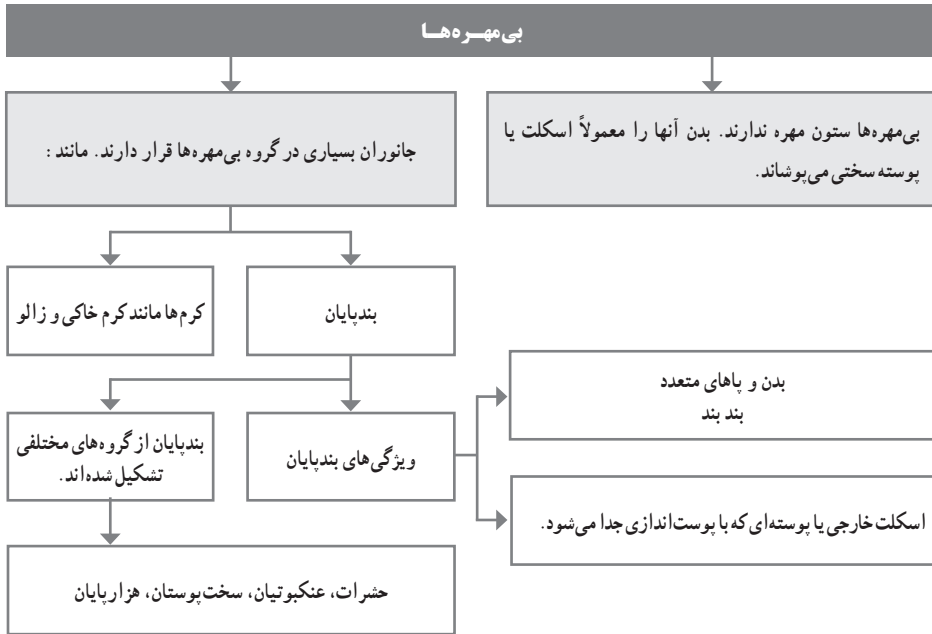 بی‌مهره‌ها
بی‌مهره‌ها ستون مهره ندارند. بدن آنها را معمولاً اسکلت یا
پوسته سختی می‌پوشاند.
جانوران بسیاری در گروه بی‌مهره‌ها قرار دارند. مانند :
بندپایان
کرم‌ها مانند کرم خاکی و زالو
بدن و پاهای متعدد
بند بند
ویژگی‌های بندپایان
بندپایان از گروه‌های مختلفی
تشکیل شده‌اند.
اسکلت خارجی یا پوسته‌ای که با پوست‌اندازی جدا می‌شود.
حشرات، عنکبوتیان، سخت‌پوستان، هزارپایان